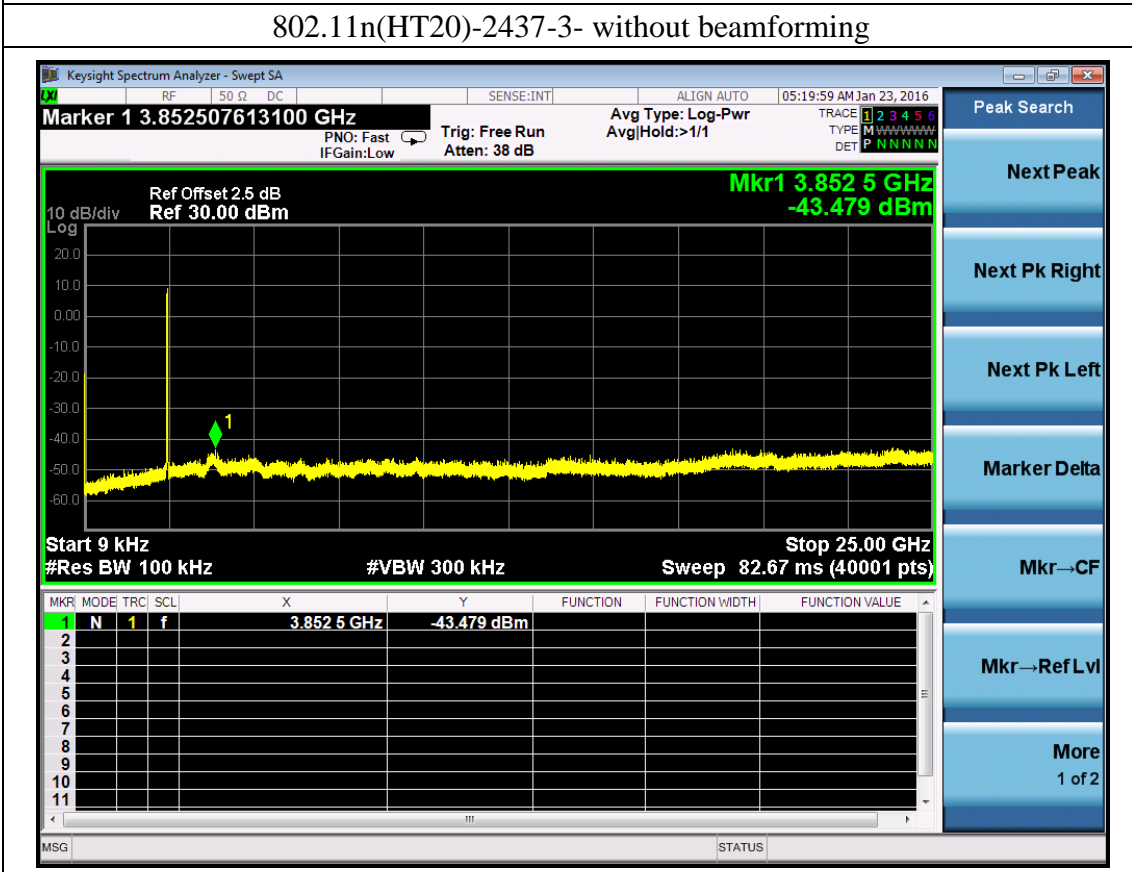 802.11n(HT20)-2437-3- without beamforming
Keysight Spectrum Analyzer - Swept SA
LXI RF 50 Ω DC SENSE:INT ALIGN AUTO 05:19:59 AM Jan 23, 2016
Marker 1 3.852507613100 GHz
PNO: Fast
IFGain:Low
Trig: Free Run
Atten: 38 dB
Avg Type: Log-Pwr
Avg|Hold:>1/1
TRACE 1 2 3 4 5 6
TYPE M W W W W W
DET P N N N N N
Peak Search
Next Peak
Next Pk Right
Next Pk Left
Marker Delta
Mkr→CF
Mkr→Ref Lvl
More
1 of 2
Mkr1 3.852 5 GHz
-43.479 dBm
Ref Offset 2.5 dB
10 dB/div Ref 30.00 dBm
Log
20.0
10.0
0.00
-10.0
-20.0
-30.0
-40.0
-50.0
-60.0
1
Start 9 kHz Stop 25.00 GHz
#Res BW 100 kHz #VBW 300 kHz Sweep 82.67 ms (40001 pts)
MKR MODE TRC SCL X Y FUNCTION FUNCTION WIDTH FUNCTION VALUE
1 N 1 f 3.852 5 GHz -43.479 dBm
2
3
4
5
6
7
8
9
10
11
MSG STATUS